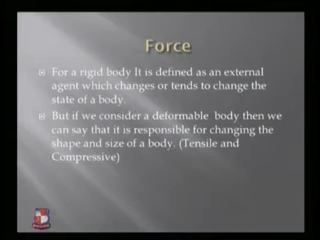 Force
For a rigid body It is defined as an external
agent which changes or tends to change the
state of a body.
But if we consider a deformable body then we
can say that it is responsible for changing the
shape and size of a body. (Tensile and
Compressive)